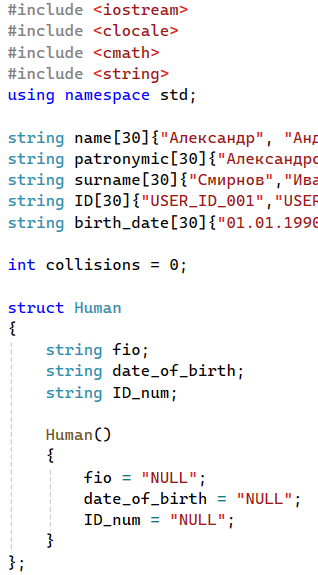 #include <iostream>
#include <clocale>
#include <cmath>
#include <string>
using namespace std;
string name[30]{"Александр", "Анд
string patronymic[30]{"Александро
string surname[30]{"Смирнов","Ива
string ID[30]{"USER_ID_001","USER
string birth_date[30]{"01.01.1990
int collisions = 0;
struct Human
{
    string fio;
    string date_of_birth;
    string ID_num;
    Human()
    {
        fio = "NULL";
        date_of_birth = "NULL";
        ID_num = "NULL";
    }
};